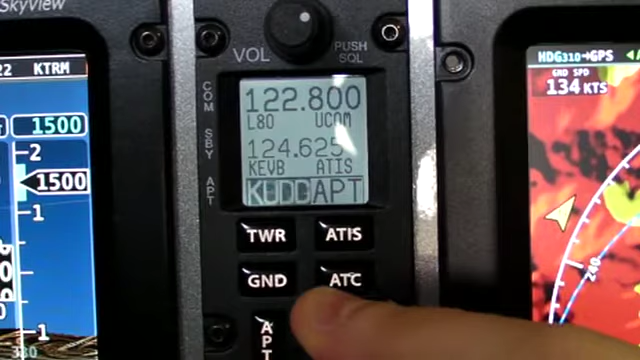 SkyView
22 KTRM
1500
2
1500
1
1
VOL
PUSH
SQL
COM
SBY
APT
122.800
L80 UCOM
124.625
KEVB ATIS
KUDD APT
TWR
ATIS
GND
ATC
APT
HDG310→GPS
GND SPD
134 KTS
240